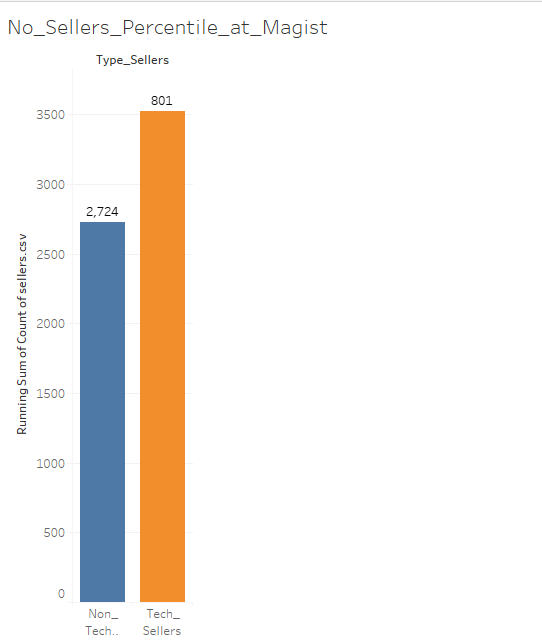 No_Sellers_Percentile_at_Magist
Type_Sellers
801
3500
3000
2,724
2500
2000
1500
1000
500
0
Running Sum of Count of sellers.csv
Non_
Tech..
Tech_
Sellers